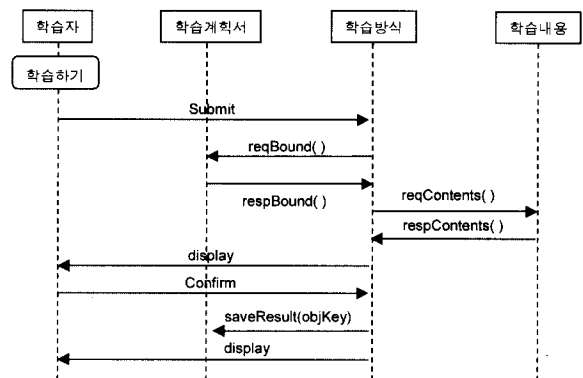 학습자 학습계획서 학습방식 학습내용
학습하기
Submit
reqBound( )
respBound( )
reqContents( )
respContents( )
display
Confirm
saveResult(objKey)
display